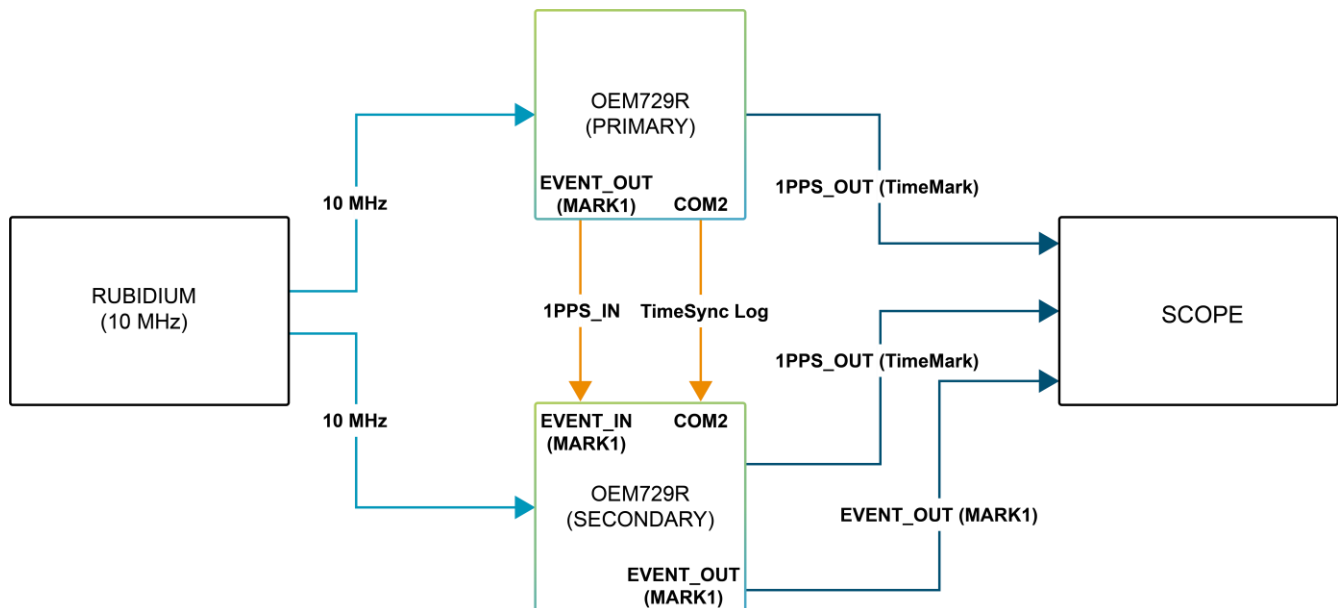 OEM729R
(PRIMARY)
EVENT_OUT
(MARK1)
COM2
1PPS_OUT (TimeMark)
10 MHz
RUBIDIUM
(10 MHz)
1PPS_IN
TimeSync Log
SCOPE
1PPS_OUT (TimeMark)
10 MHz
EVENT_IN
(MARK1)
COM2
OEM729R
(SECONDARY)
EVENT_OUT (MARK1)
EVENT_OUT
(MARK1)